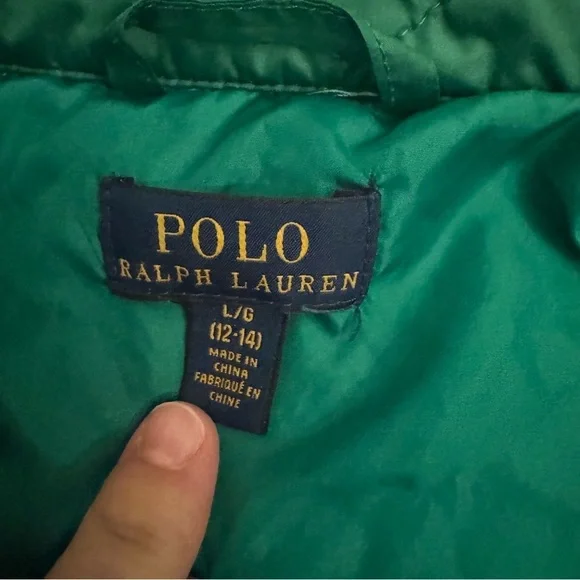 POLO
RALPH LAUREN
L/G
(12-14)
MADE IN
CHINA
FABRIQUÉ EN
CHINE